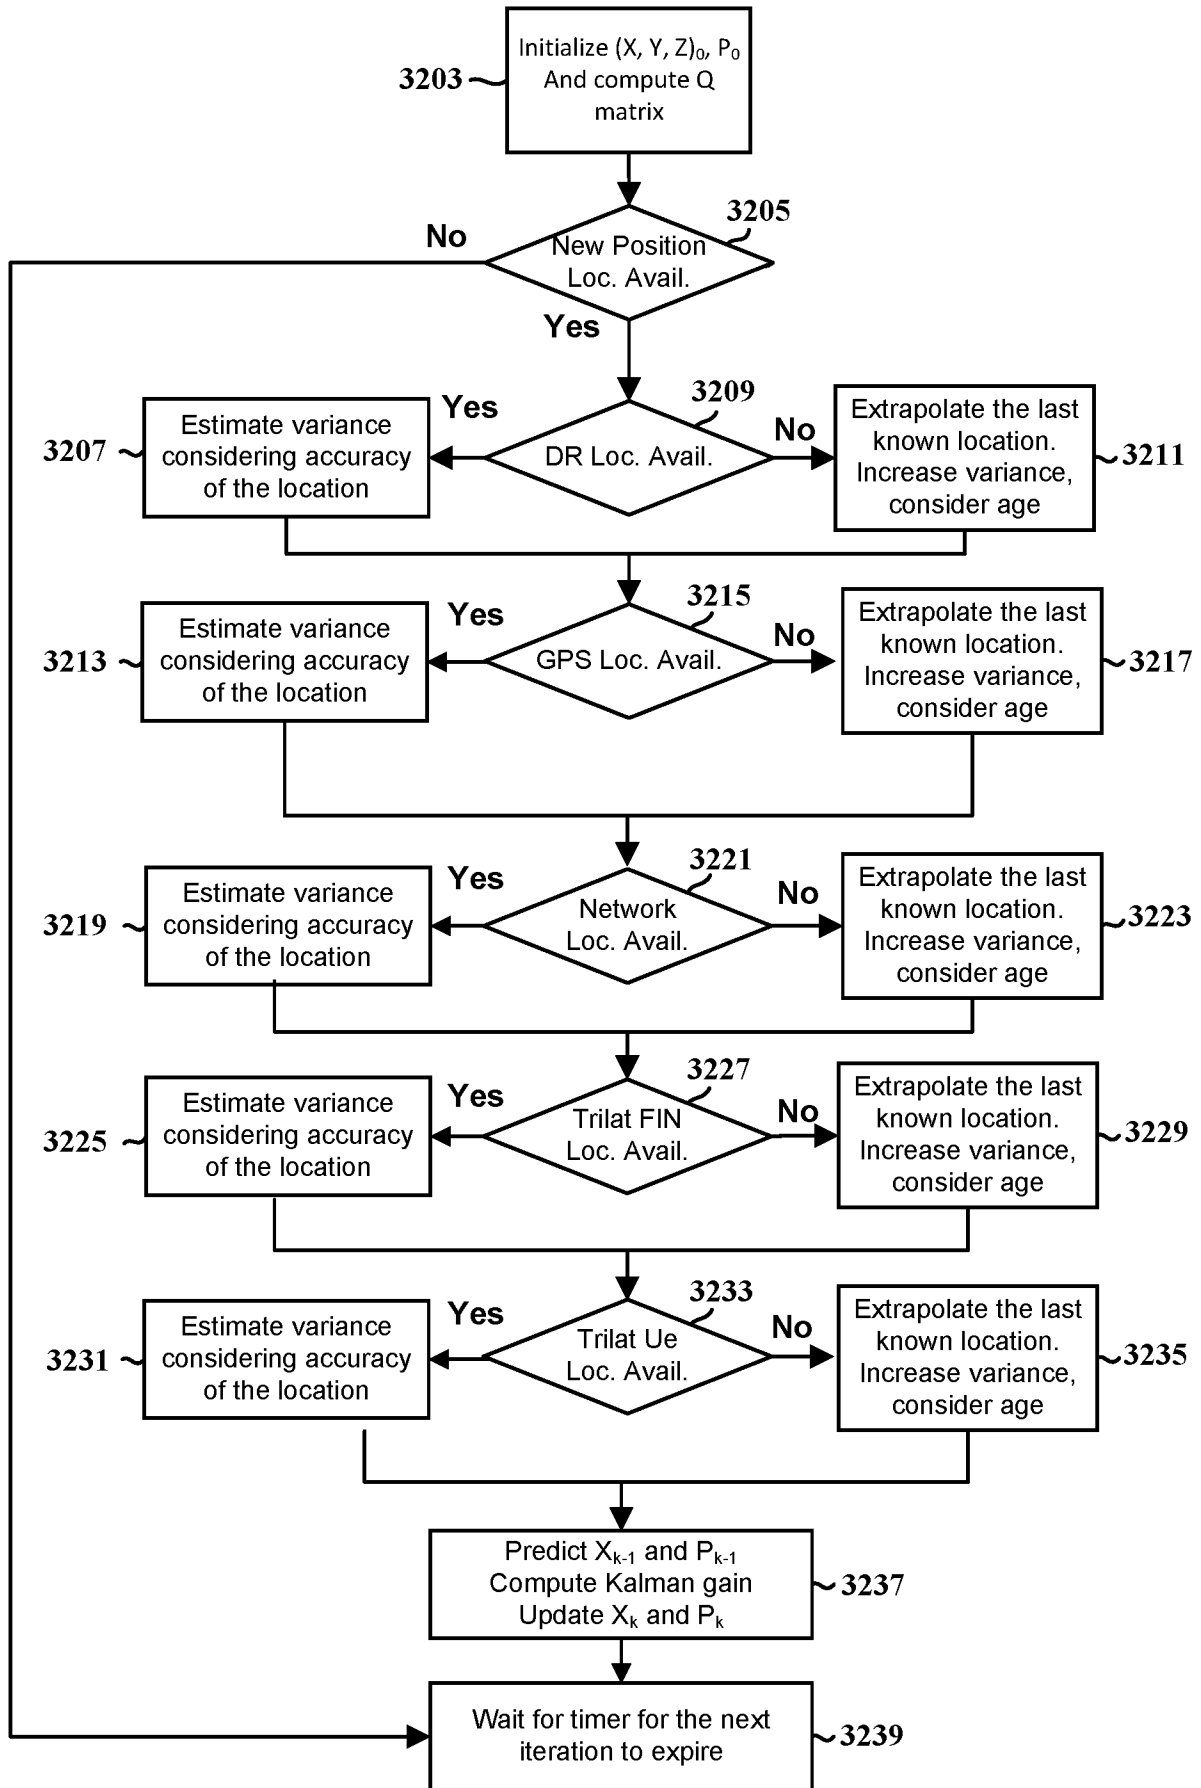 Initialize (X, Y, Z)₀, P₀
And compute Q
matrix
3203
3205
No
New Position
Loc. Avail.
Yes
3209
Yes
DR Loc. Avail.
No
Estimate variance
considering accuracy
of the location
3207
Extrapolate the last
known location.
Increase variance,
consider age
3211
3215
Yes
GPS Loc. Avail.
No
Estimate variance
considering accuracy
of the location
3213
Extrapolate the last
known location.
Increase variance,
consider age
3217
3221
Yes
Network
Loc. Avail.
No
Estimate variance
considering accuracy
of the location
3219
Extrapolate the last
known location.
Increase variance,
consider age
3223
3227
Yes
Trilat FIN
Loc. Avail.
No
Estimate variance
considering accuracy
of the location
3225
Extrapolate the last
known location.
Increase variance,
consider age
3229
3233
Yes
Trilat Ue
Loc. Avail.
No
Estimate variance
considering accuracy
of the location
3231
Extrapolate the last
known location.
Increase variance,
consider age
3235
Predict Xₖ₋₁ and Pₖ₋₁
Compute Kalman gain
Update Xₖ and Pₖ
3237
Wait for timer for the next
iteration to expire
3239